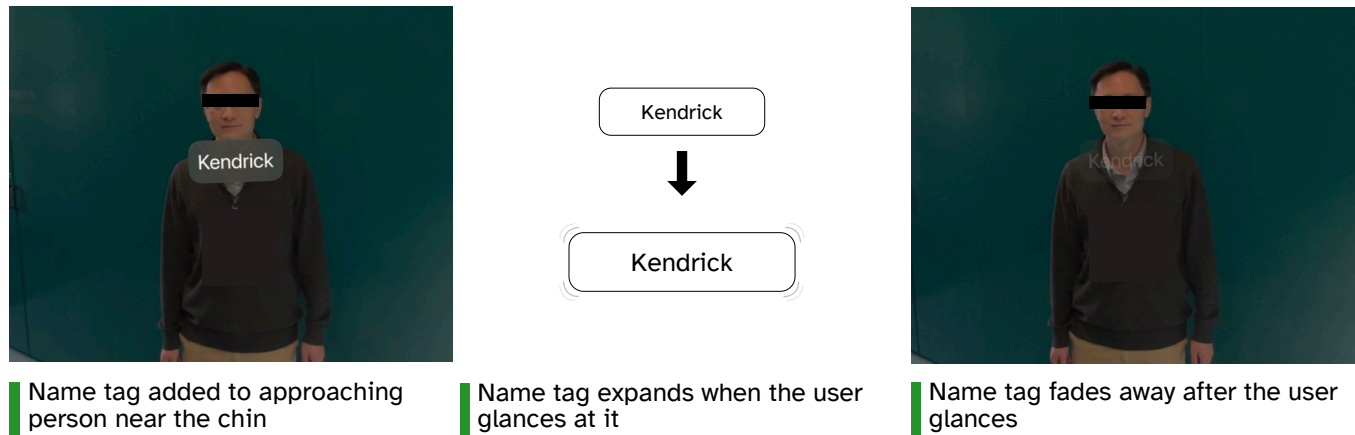 Kendrick
Kendrick
Kendrick
Kendrick
Name tag added to approaching
person near the chin
Name tag expands when the user
glances at it
Name tag fades away after the user
glances